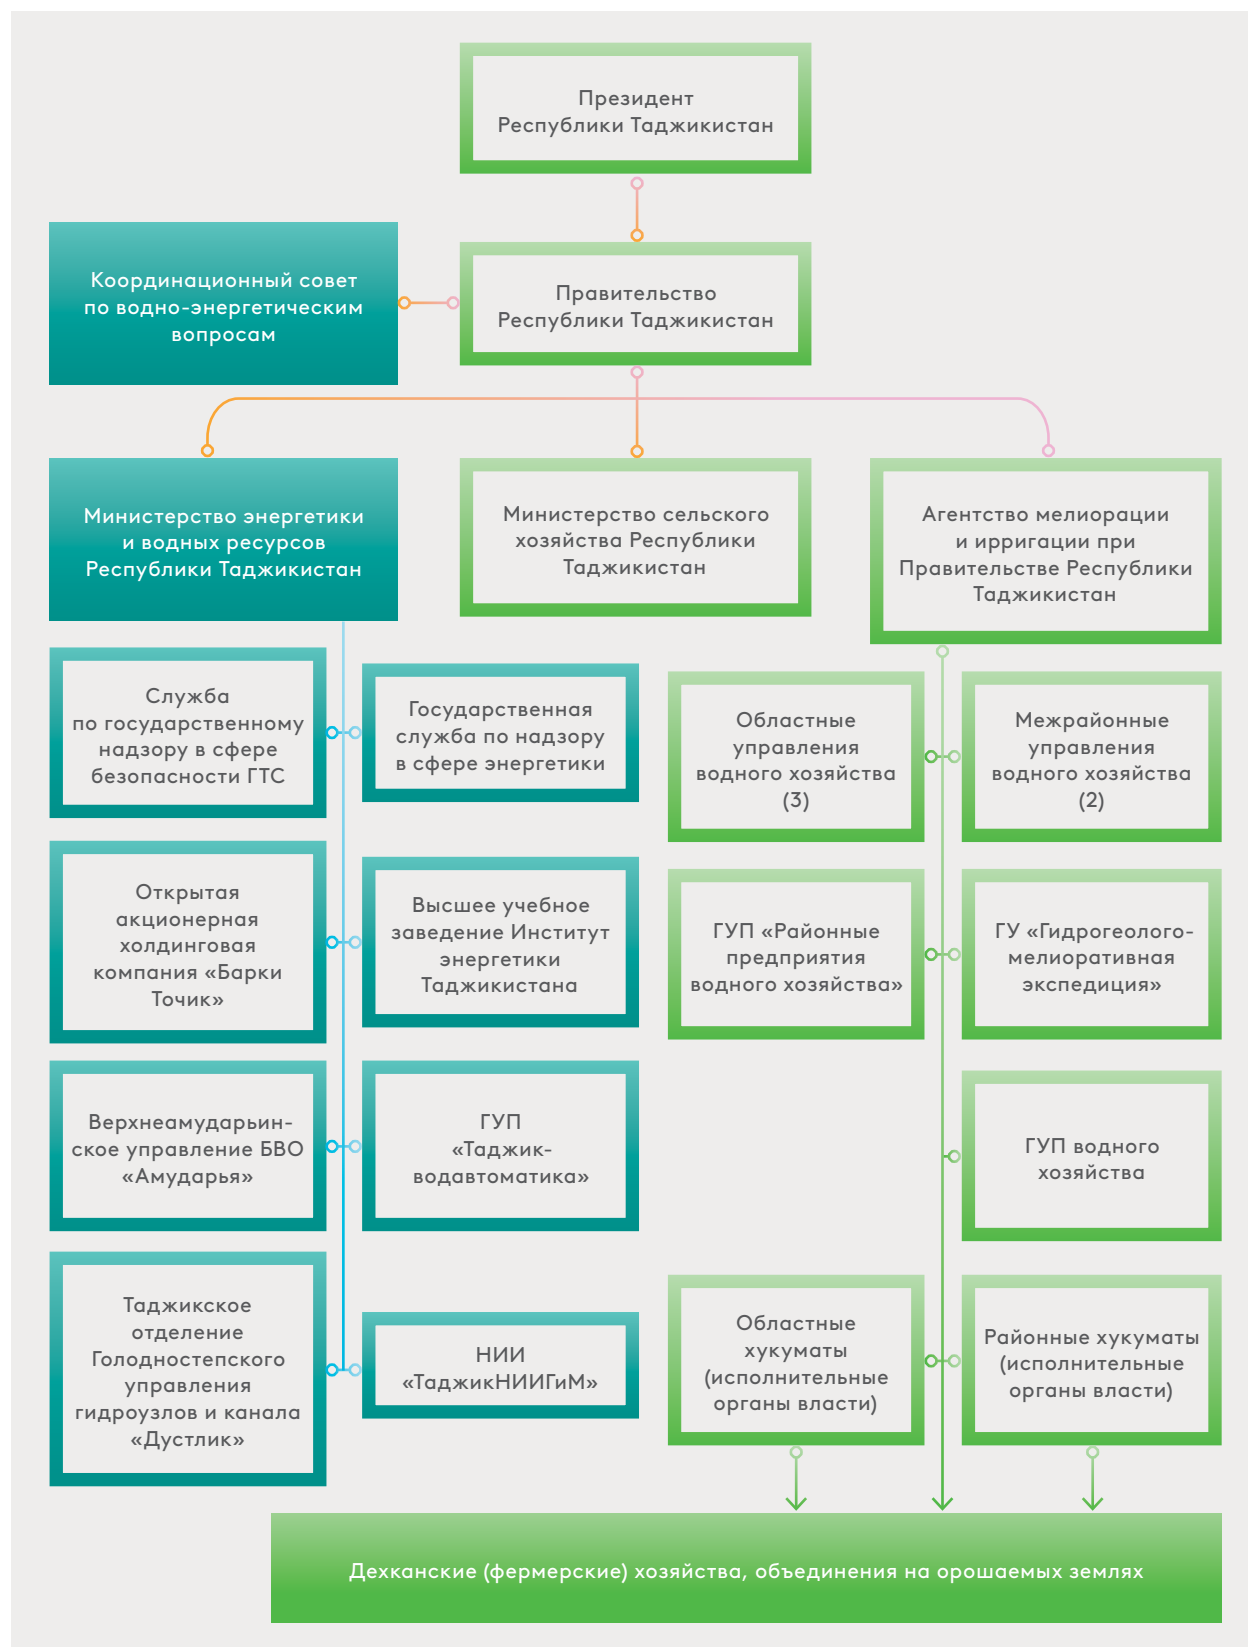 Президент
Республики Таджикистан
Координационный совет
по водно-энергетическим
вопросам
Правительство
Республики Таджикистан
Министерство энергетики
и водных ресурсов
Республики Таджикистан
Министерство сельского
хозяйства Республики
Таджикистан
Агентство мелиорации
и ирригации при
Правительстве Республики
Таджикистан
Служба
по государственному
надзору в сфере
безопасности ГТС
Государственная
служба по надзору
в сфере энергетики
Областные
управления
водного хозяйства
(3)
Межрайонные
управления
водного хозяйства
(2)
Открытая
акционерная
холдинговая
компания «Барки
Точик»
Высшее учебное
заведение Институт
энергетики
Таджикистана
ГУП «Районные
предприятия
водного хозяйства»
ГУ «Гидрогеолого-
мелиоративная
экспедиция»
Верхнеамударьин-
ское управление БВО
«Амударья»
ГУП
«Таджик-
водавтоматика»
ГУП водного
хозяйства
Таджикское
отделение
Голодностепского
управления
гидроузлов и канала
«Дустлик»
НИИ
«ТаджикНИИГиМ»
Областные
хукуматы
(исполнительные
органы власти)
Районные хукуматы
(исполнительные
органы власти)
Дехканские (фермерские) хозяйства, объединения на орошаемых землях